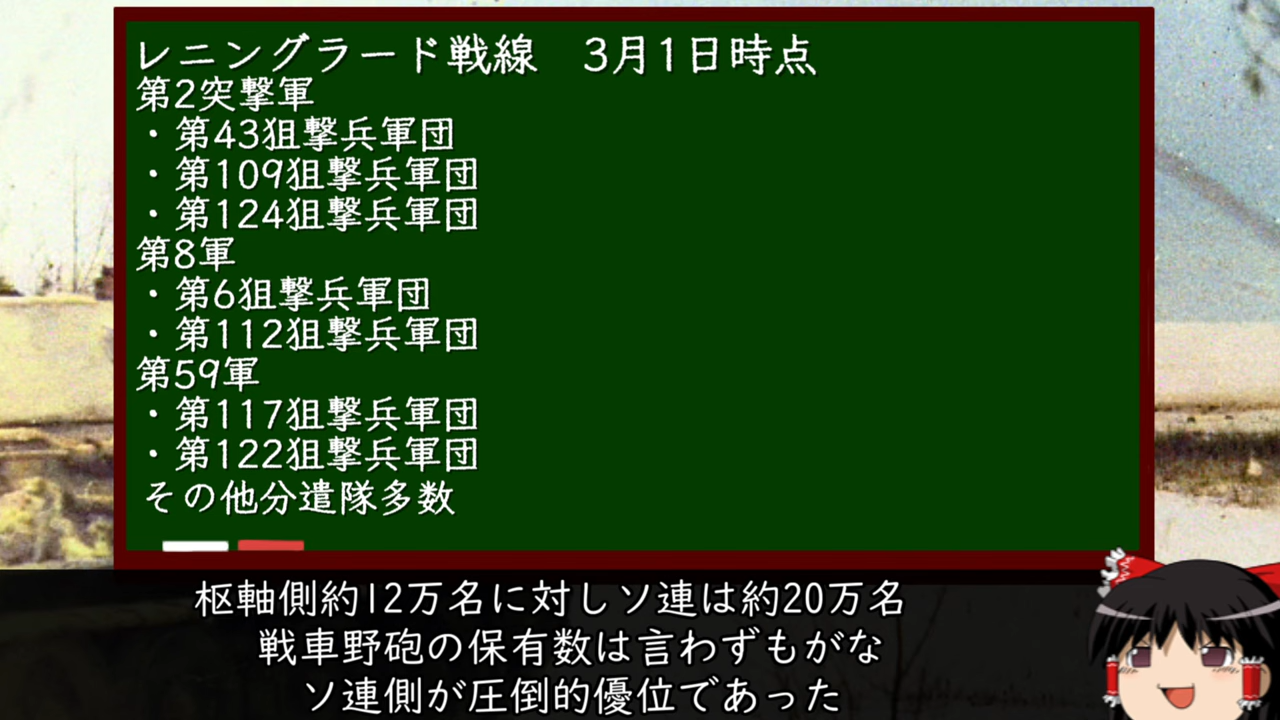 レニングラード戦線　3月1日時点
第2突撃軍
・第43狙撃兵軍団
・第109狙撃兵軍団
・第124狙撃兵軍団
第8軍
・第6狙撃兵軍団
・第112狙撃兵軍団
第59軍
・第117狙撃兵軍団
・第122狙撃兵軍団
その他分遣隊多数
枢軸側約12万名に対しソ連は約20万名
戦車野砲の保有数は言わずもがな
ソ連側が圧倒的優位であった